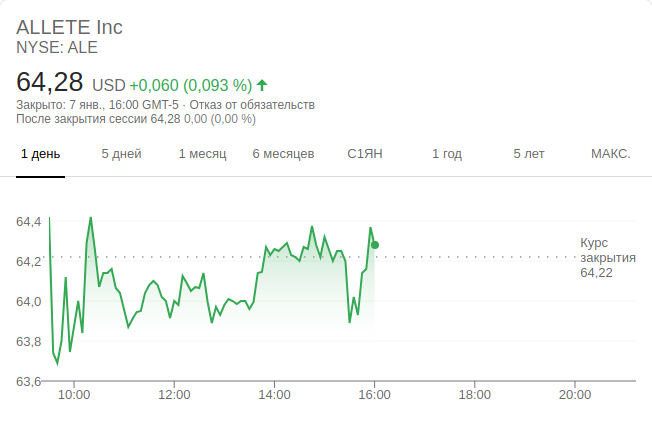 ALLETE Inc
NYSE: ALE
64,28 USD +0,060 (0,093 %)
Закрыто: 7 янв., 16:00 GMT-5 · Отказ от обязательств
После закрытия сессии 64,28 0,00 (0,00 %)
1 день 5 дней 1 месяц 6 месяцев С1ЯН 1 год 5 лет МАКС.
64,4
64,2
64,0
63,8
63,6
Курс
закрытия
64,22
10:00 12:00 14:00 16:00 18:00 20:00